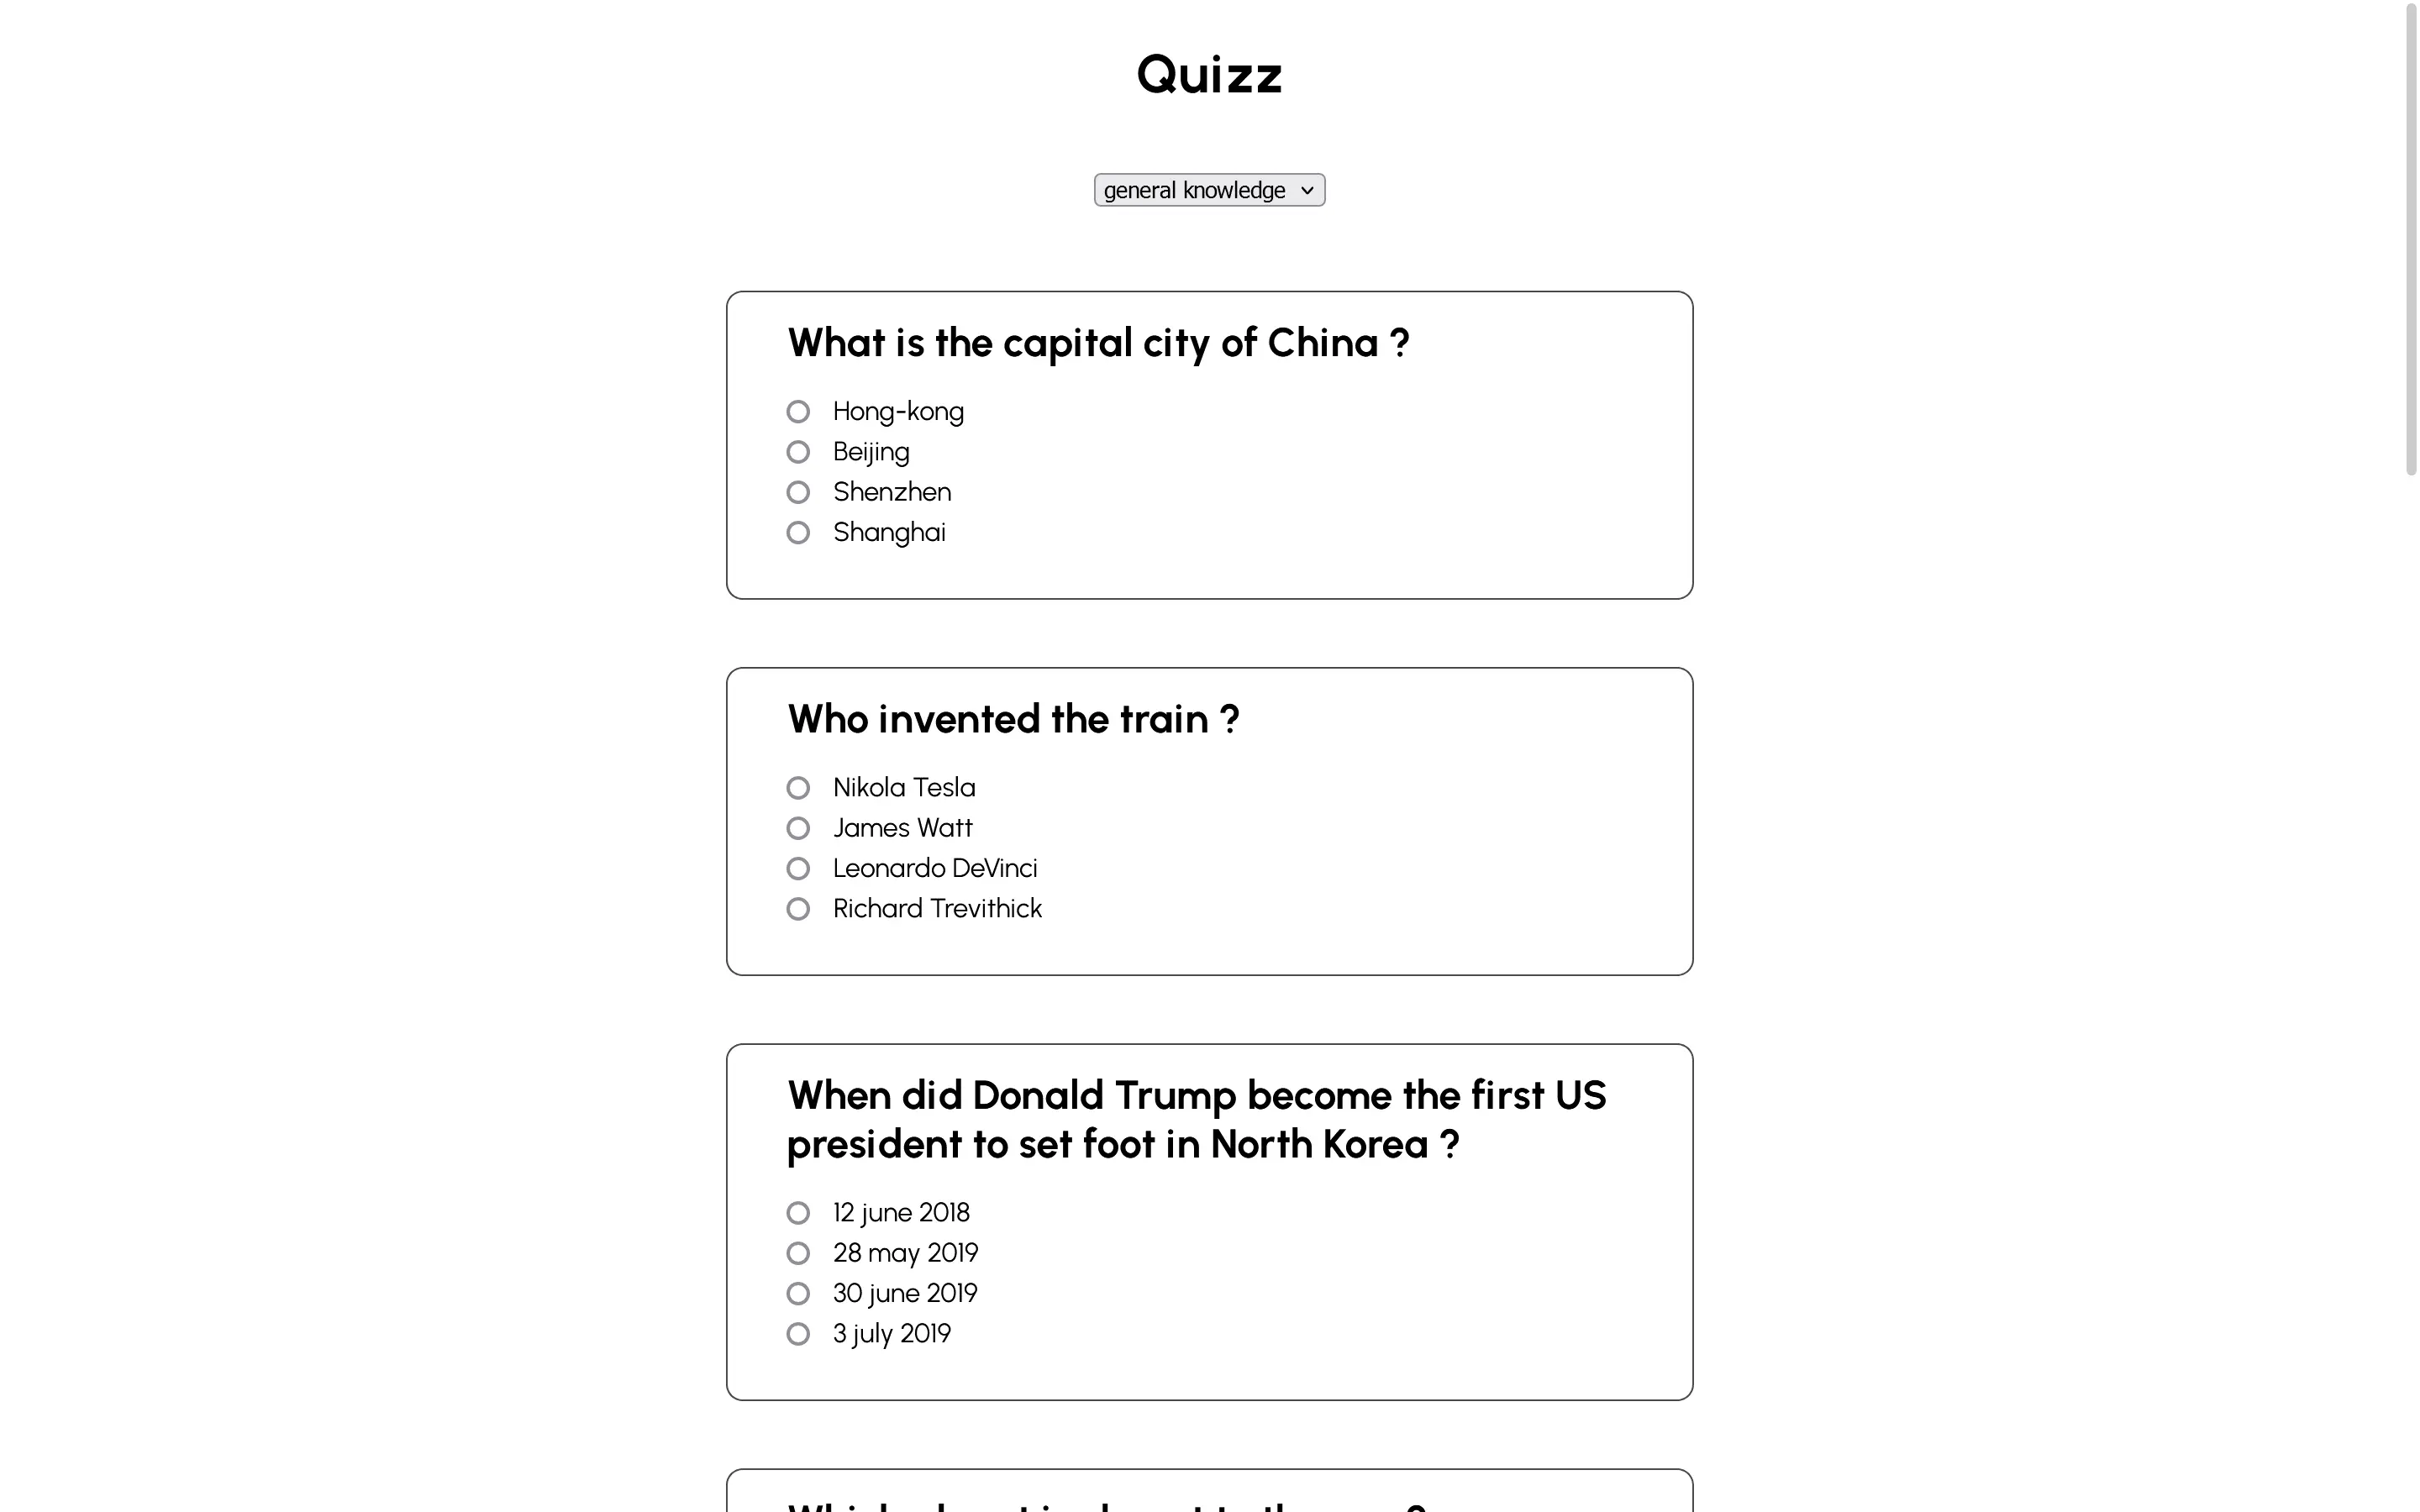 Quizz
general knowledge
What is the capital city of China ?
Hong-kong
Beijing
Shenzhen
Shanghai
Who invented the train ?
Nikola Tesla
James Watt
Leonardo DeVinci
Richard Trevithick
When did Donald Trump become the first US
president to set foot in North Korea ?
12 june 2018
28 may 2019
30 june 2019
3 july 2019